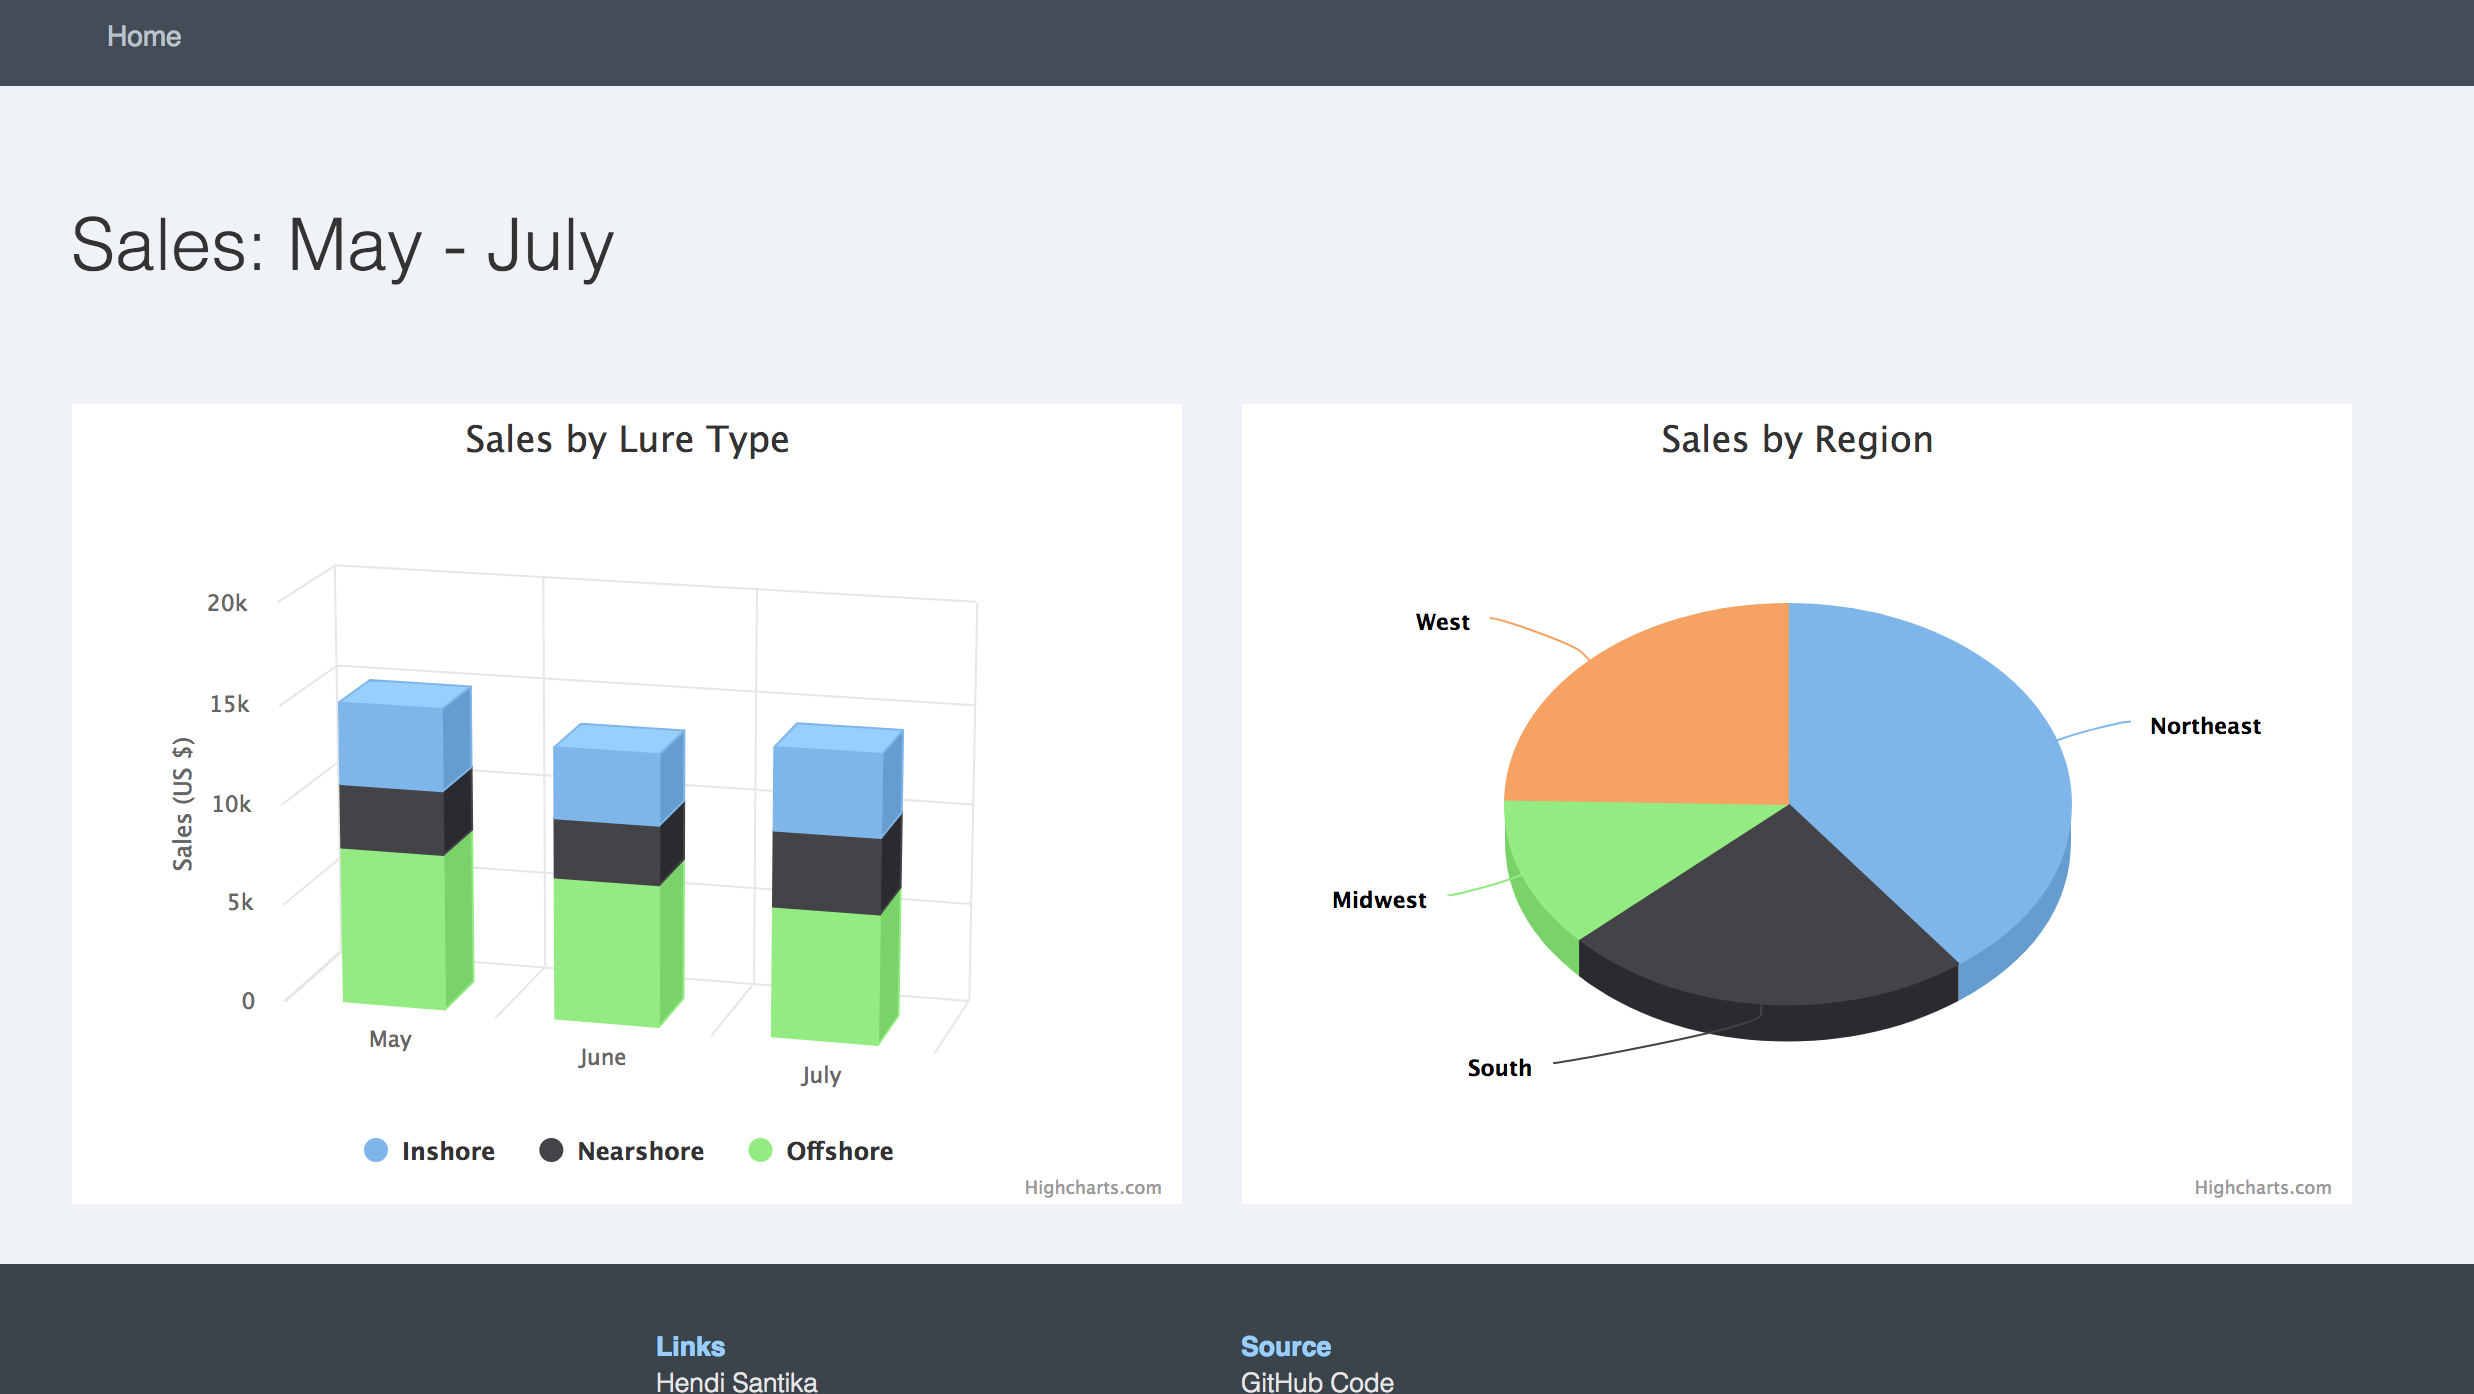 Home
Sales: May - July
Sales by Lure Type
20k
15k
10k
5k
0
Sales (US $)
May
June
July
Inshore
Nearshore
Offshore
Highcharts.com
Sales by Region
West
Northeast
Midwest
South
Highcharts.com
Links
Hendi Santika
Source
GitHub Code